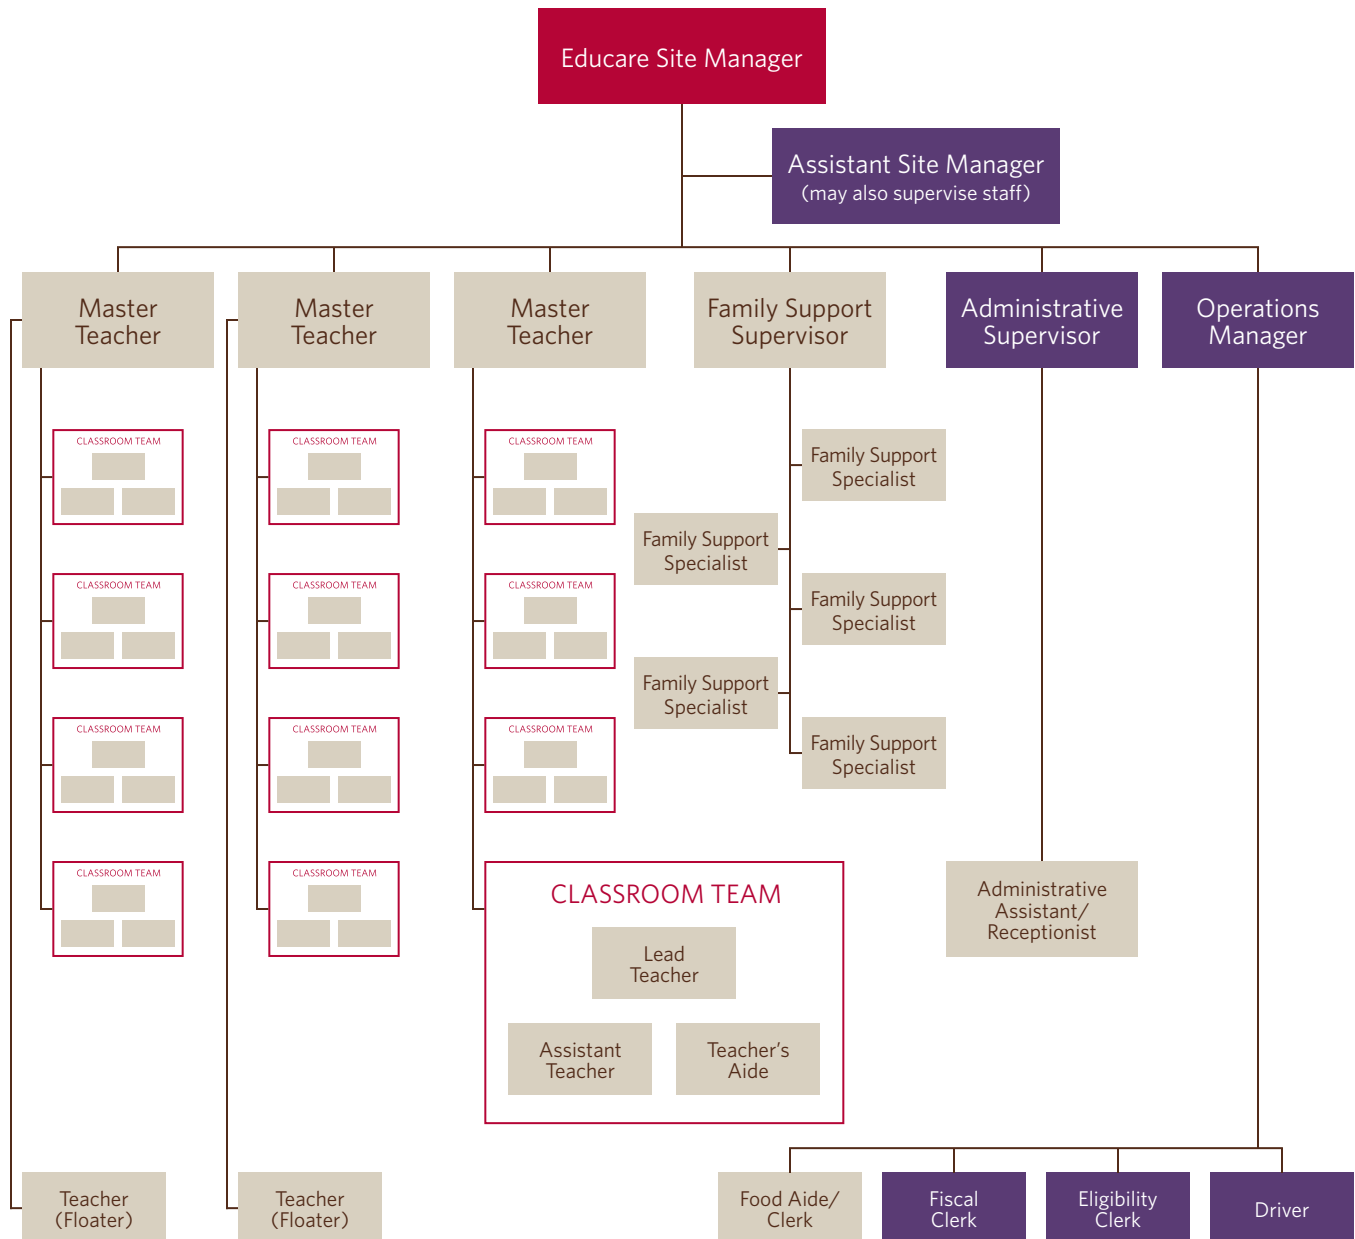 Educare Site Manager
Assistant Site Manager
(may also supervise staff)
Master
Teacher
Master
Teacher
Master
Teacher
Family Support
Supervisor
Administrative
Supervisor
Operations
Manager
CLASSROOM TEAM
CLASSROOM TEAM
CLASSROOM TEAM
Family Support
Specialist
Family Support
Specialist
CLASSROOM TEAM
CLASSROOM TEAM
CLASSROOM TEAM
Family Support
Specialist
Family Support
Specialist
CLASSROOM TEAM
CLASSROOM TEAM
CLASSROOM TEAM
Family Support
Specialist
CLASSROOM TEAM
CLASSROOM TEAM
CLASSROOM TEAM
Lead
Teacher
Assistant
Teacher
Teacher’s
Aide
Administrative
Assistant/
Receptionist
Teacher
(Floater)
Teacher
(Floater)
Food Aide/
Clerk
Fiscal
Clerk
Eligibility
Clerk
Driver